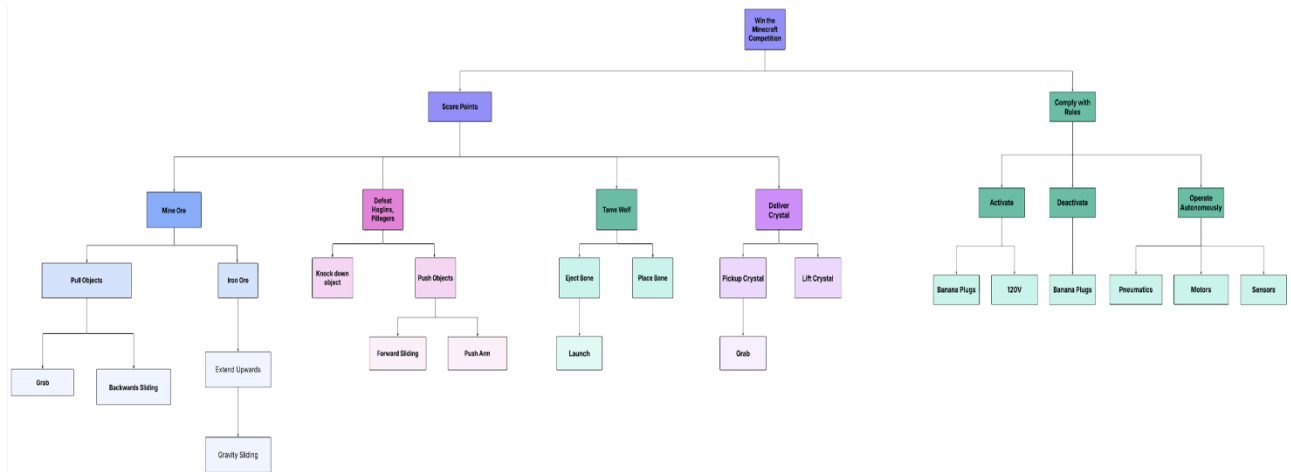 Win the
Minecraft
Competition
Score Points
Comply with
Rules
Mine Ore
Defeat
Hoglins,
Pillegers
Tame Wolf
Deliver
Crystal
Activate
Deactivate
Operate
Autonomously
Pull Objects
Iron Ore
Knock down
object
Push Objects
Eject Bone
Place Bone
Pickup Crystal
Lift Crystal
Banana Plugs
120V
Banana Plugs
Pneumatics
Motors
Sensors
Grab
Backwards Sliding
Extend Upwards
Forward Sliding
Push Arm
Launch
Grab
Gravity Sliding